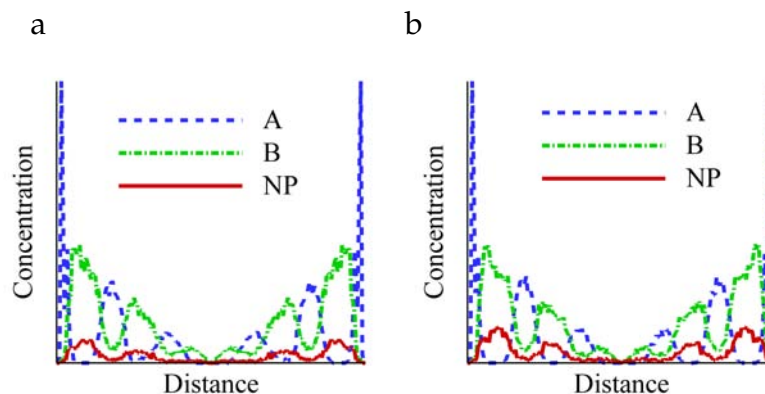 a
b
A
B
NP
Concentration
Distance
A
B
NP
Concentration
Distance